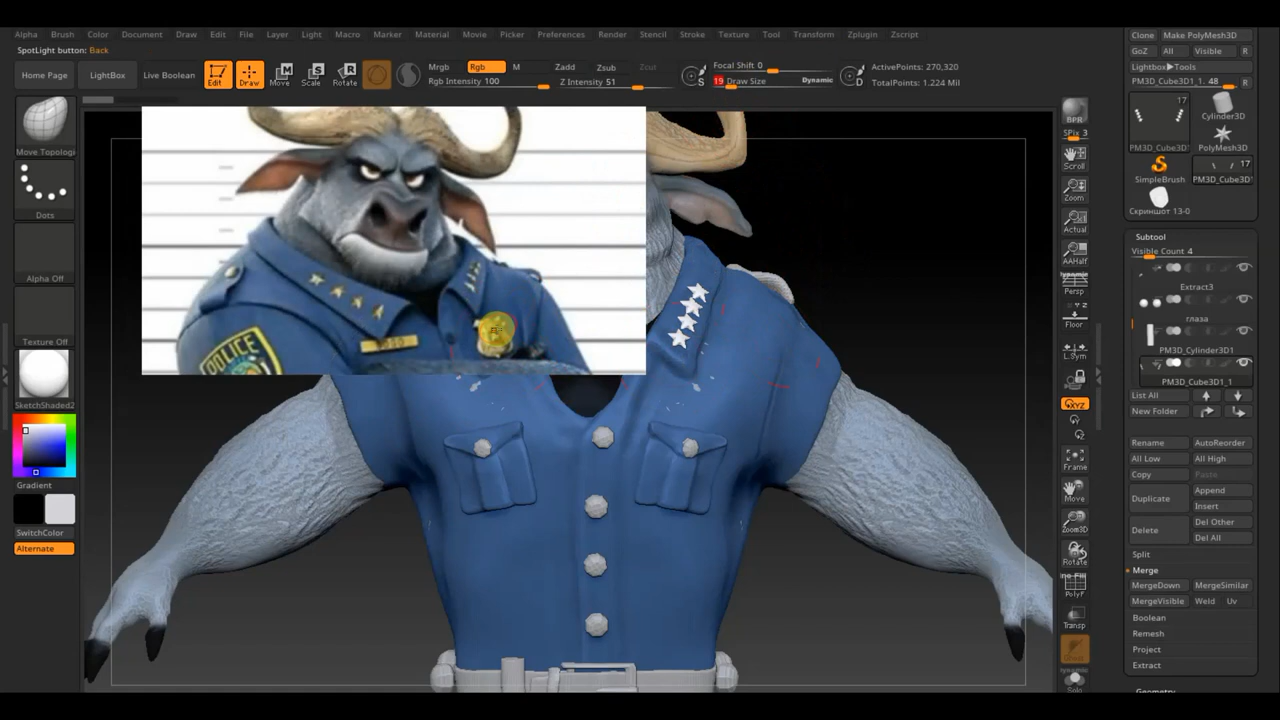 Alpha Brush Color Document Draw Edit File Layer Light Macro Marker Material Movie Picker Preferences Render Stencil Stroke Texture Tool Transform Zplugin Zscript
SpotLight button: Back
Home Page
LightBox
Live Boolean
Edit
Draw
Move
Scale
Rotate
Mrgb
Rgb
M
Rgb Intensity 100
Zadd
Zsub
Zcut
Z Intensity 51
S
Focal Shift 0
19 Draw Size
Dynamic
D
ActivePoints: 270,320
TotalPoints: 1.224 Mil
Move Topologi
Dots
Alpha Off
Texture Off
SketchShaded2
Gradient
SwitchColor
Alternate
POLICE
BPR
SPix 3
Scroll
Zoom
Actual
AAHalf
Persp
Floor
L.Sym
Frame
Move
Zoom3D
Rotate
PolyF
Transp
Solo
Clone
Make PolyMesh3D
GoZ
All
Visible
R
Lightbox▶Tools
PM3D_Cube3D1_1. 48
R
17
Cylinder3D
PM3D_Cube3D1
PolyMesh3D
17
SimpleBrush
PM3D_Cube3D1
Скриншот 13-0
Subtool
Visible Count 4
Extract3
глаза
PM3D_Cylinder3D1
PM3D_Cube3D1_1
List All
New Folder
Rename
AutoReorder
All Low
All High
Copy
Paste
Duplicate
Append
Insert
Delete
Del Other
Del All
Split
Merge
MergeDown
MergeSimilar
MergeVisible
Weld
Uv
Boolean
Remesh
Project
Extract
Geometry